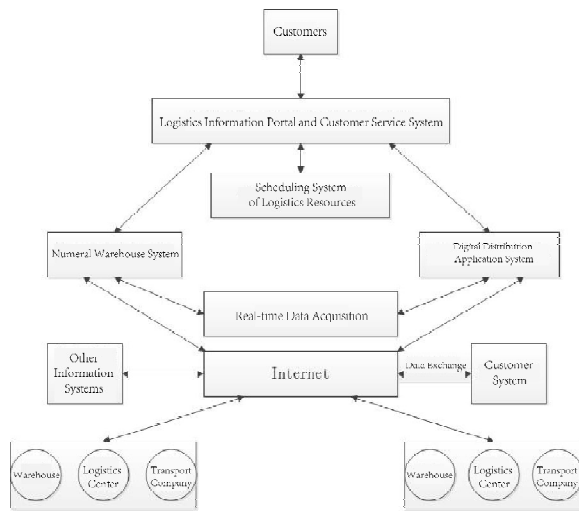 Customers
Logistics Information Portal and Customer Service System
Scheduling System
of Logistics Resources
Numeral Warehouse System
Digital Distribution
Application System
Real-time Data Acquisition
Other
Information
Systems
Internet
Data Exchange
Customer
System
Warehouse
Logistics
Center
Transport
Company
Warehouse
Logistics
Center
Transport
Company